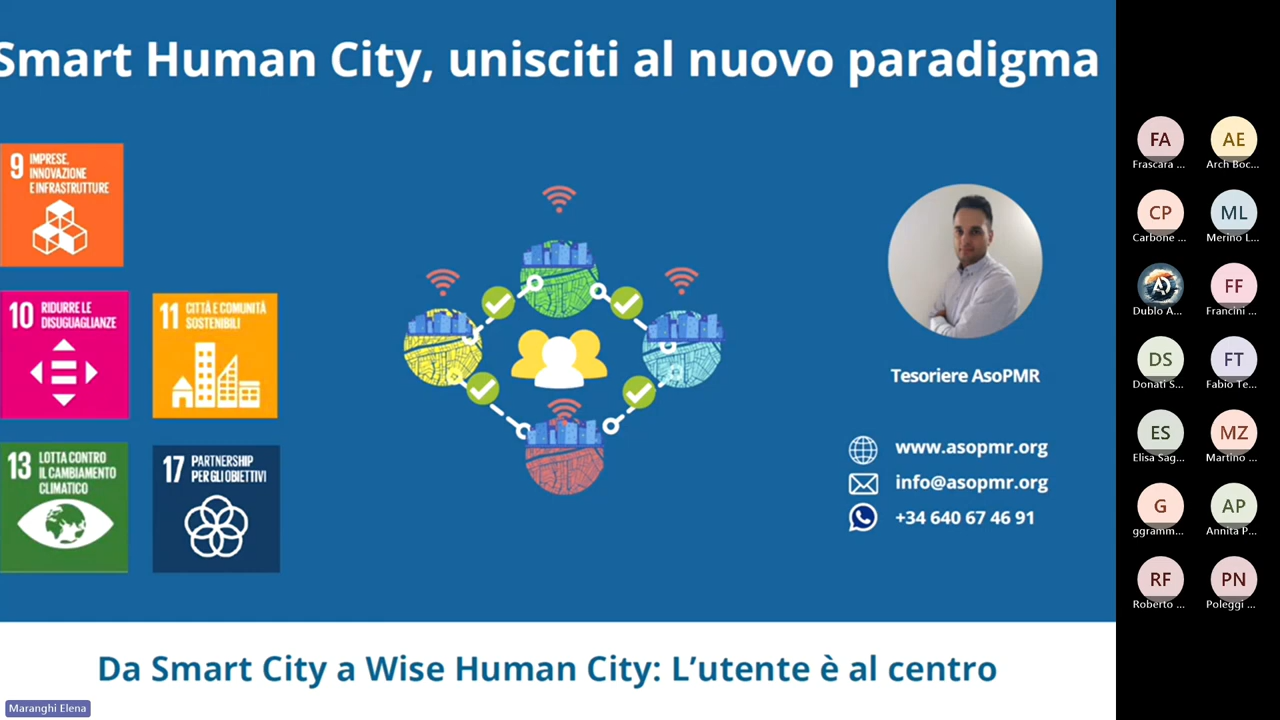 Smart Human City, unisciti al nuovo paradigma
9 IMPRESE,
INNOVAZIONE
E INFRASTRUTTURE
10 RIDURRE LE
DISUGUAGLIANZE
11 CITTÀ E COMUNITÀ
SOSTENIBILI
13 LOTTA CONTRO
IL CAMBIAMENTO
CLIMATICO
17 PARTNERSHIP
PER GLI OBIETTIVI
Tesoriere AsoPMR
www.asopmr.org
info@asopmr.org
+34 640 67 46 91
Da Smart City a Wise Human City: L'utente è al centro
Maranghi Elena
FA
Frascara ...
AE
Arch Boc...
CP
Carbone ...
ML
Merino L...
AD
Dublo A...
FF
Francini ...
DS
Donati S...
FT
Fabio Te...
ES
Elisa Sag...
MZ
Martino ...
G
ggramm...
AP
Annita P...
RF
Roberto ...
PN
Poleggi ...